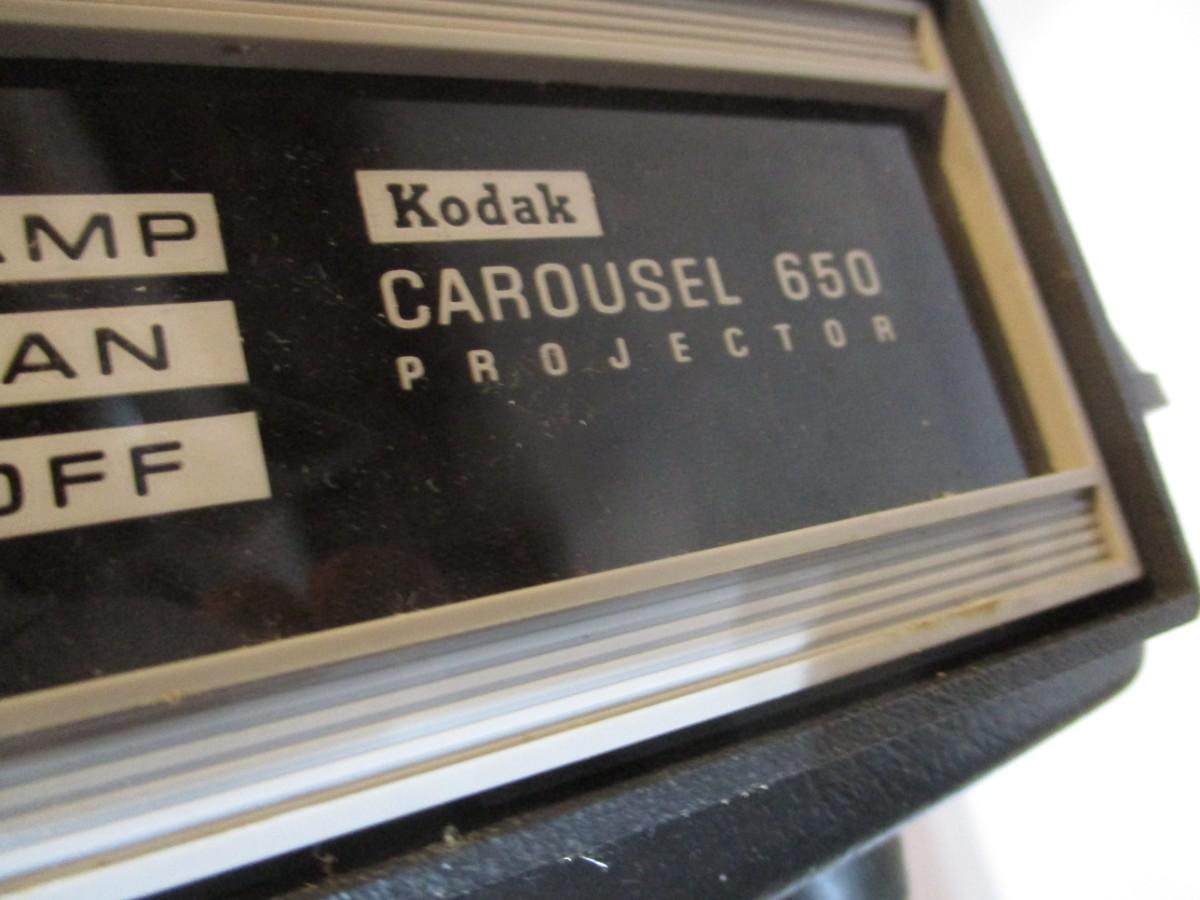 AMP
AN
OFF
Kodak
CAROUSEL 650
PROJECTOR